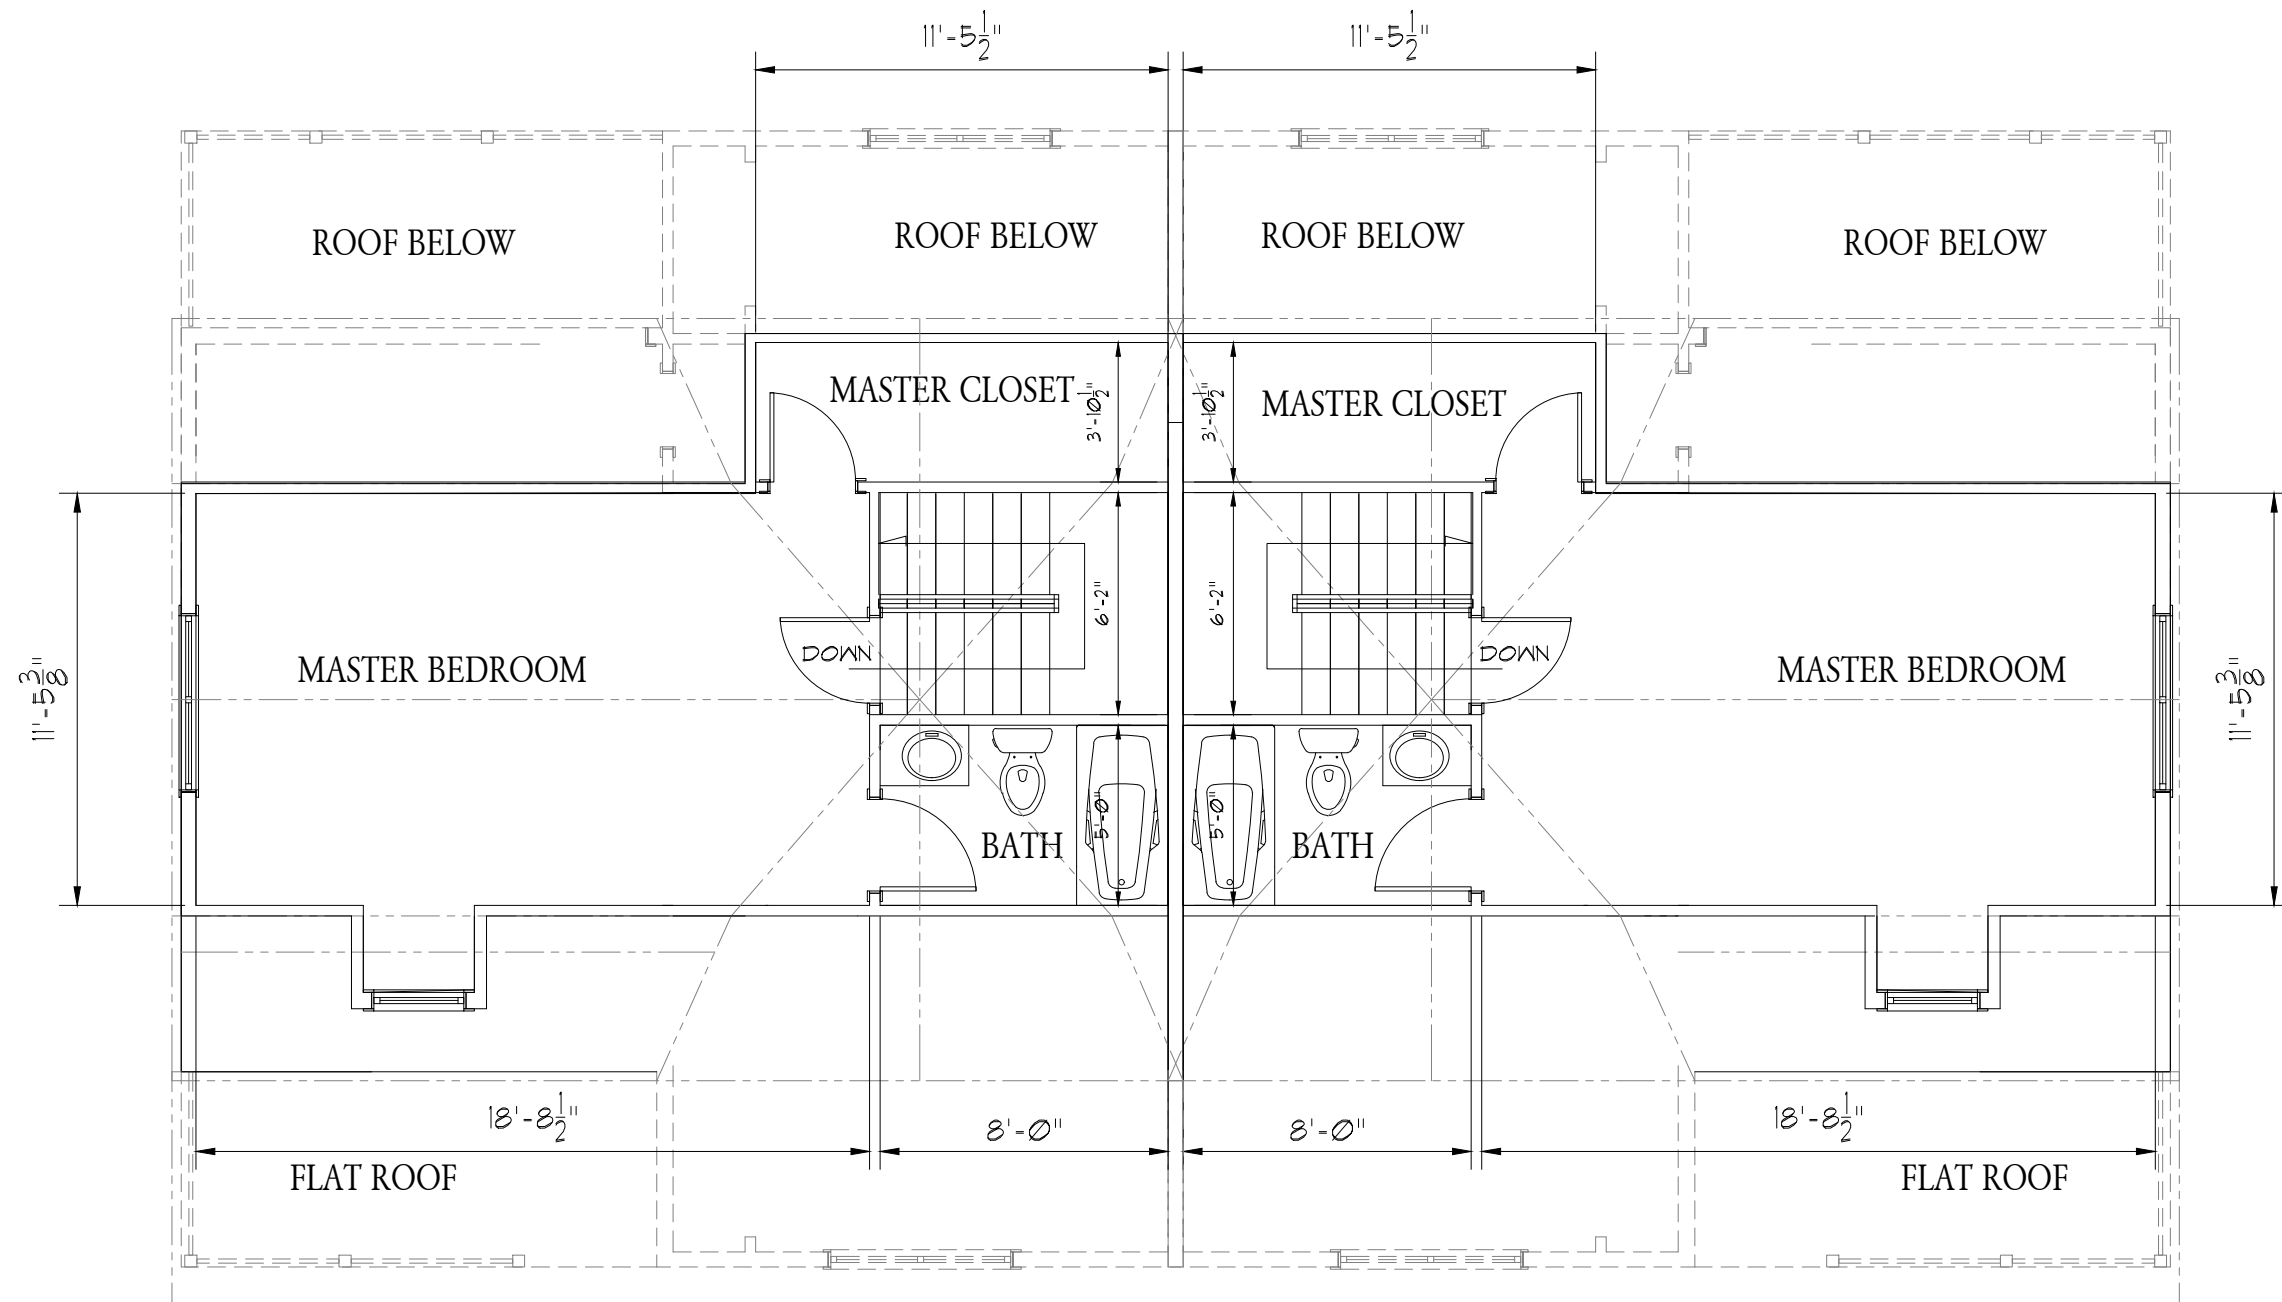 11'-5 1/2" 11'-5 1/2"
ROOF BELOW ROOF BELOW ROOF BELOW ROOF BELOW
MASTER CLOSET 3'-10 1/2" 3'-10 1/2" MASTER CLOSET
6'-2" 6'-2"
DOWN DOWN
11'-5 3/8" MASTER BEDROOM MASTER BEDROOM 11'-5 3/8"
5'-0" 5'-0"
BATH BATH
18'-8 1/2" 8'-0" 8'-0" 18'-8 1/2"
FLAT ROOF FLAT ROOF